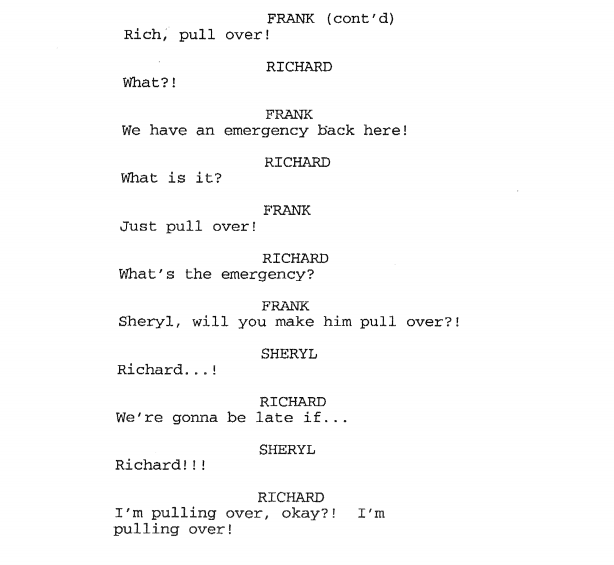 FRANK (cont'd)
Rich, pull over!
RICHARD
What?!
FRANK
We have an emergency back here!
RICHARD
What is it?
FRANK
Just pull over!
RICHARD
What's the emergency?
FRANK
Sheryl, will you make him pull over?!
SHERYL
Richard...!
RICHARD
We're gonna be late if...
SHERYL
Richard!!!
RICHARD
I'm pulling over, okay?! I'm
pulling over!